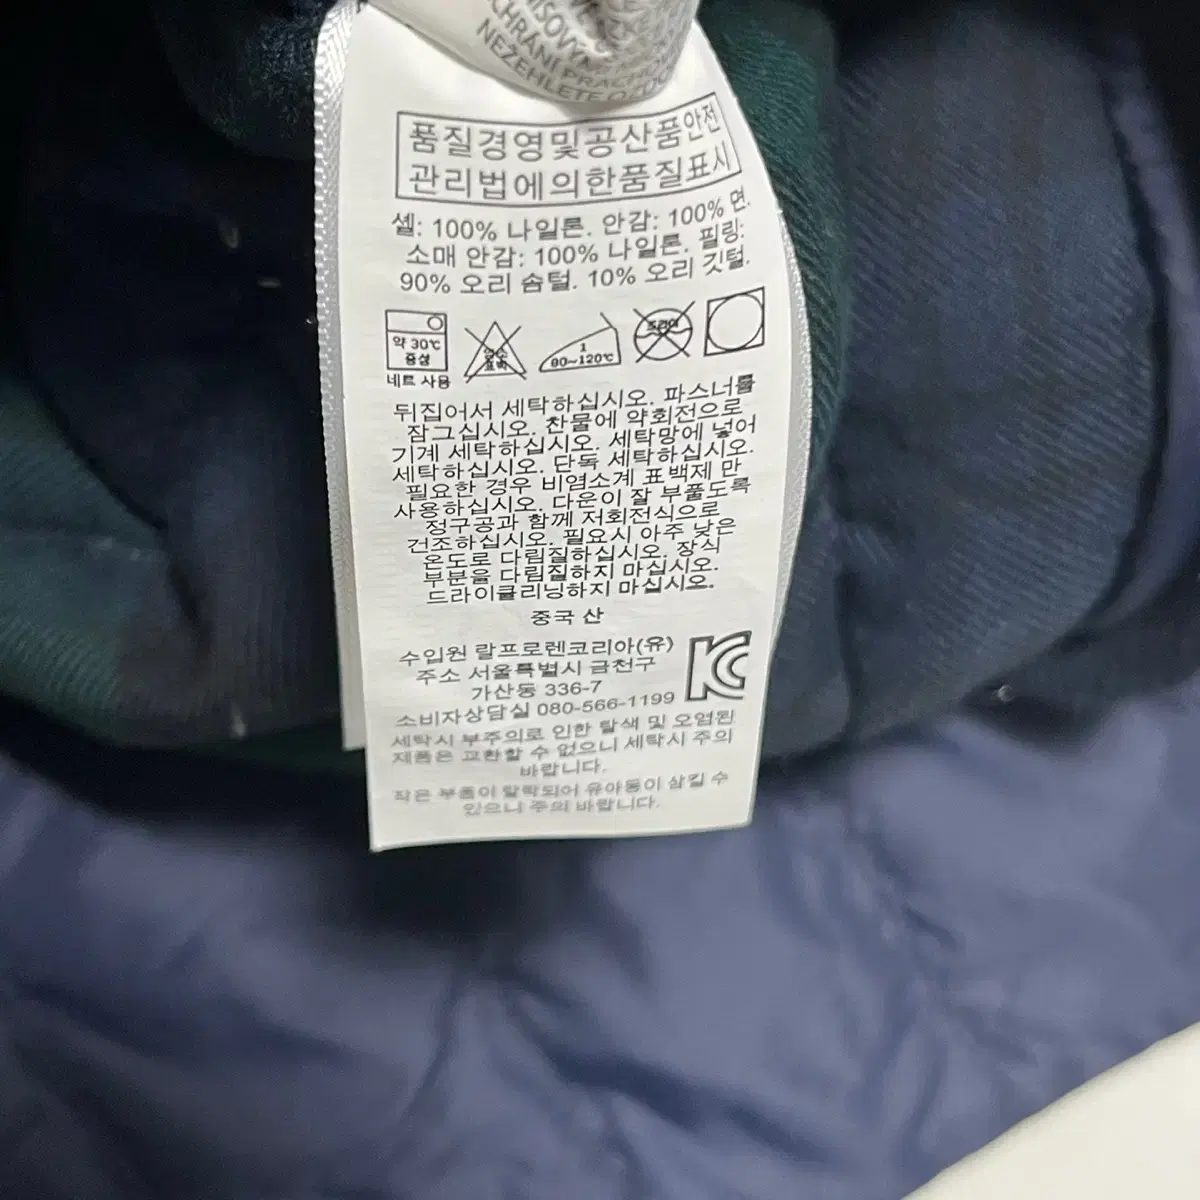 CHRÁNÍ PRACH
NEŽEHLETE OZD
품질경영및공산품안전
관리법에의한품질표시
셸: 100% 나일론. 안감: 100% 면.
소매 안감: 100% 나일론. 필링:
90% 오리 솜털. 10% 오리 깃털.
약 30℃
중성
네트 사용
염소
표백
1
80~120℃
드라이
뒤집어서 세탁하십시오. 파스너를
잠그십시오. 찬물에 약회전으로
기계 세탁하십시오. 세탁망에 넣어
세탁하십시오. 단독 세탁하십시오.
필요한 경우 비염소계 표백제 만
사용하십시오. 다운이 잘 부풀도록
정구공과 함께 저회전식으로
건조하십시오. 필요시 아주 낮은
온도로 다림질하십시오. 장식
부분을 다림질하지 마십시오.
드라이클리닝하지 마십시오.
중국 산
수입원 랄프로렌코리아(유)
주소 서울특별시 금천구
가산동 336-7
소비자상담실 080-566-1199
세탁시 부주의로 인한 탈색 및 오염된
제품은 교환할 수 없으니 세탁시 주의
바랍니다.
작은 부품이 탈락되어 유아동이 삼킬 수
있으니 주의 바랍니다.